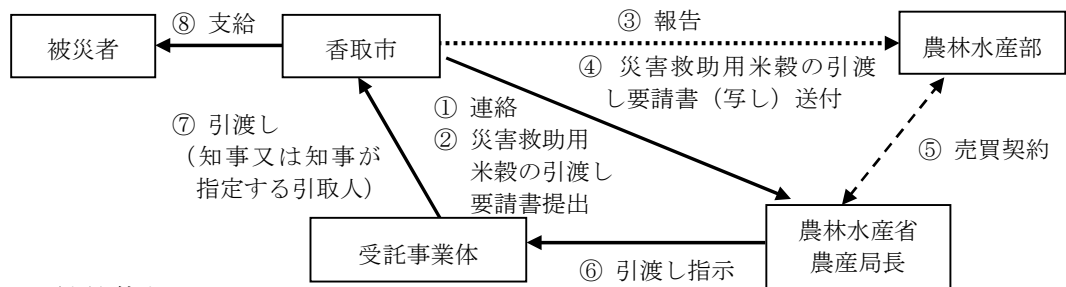 ⑧ 支給
③ 報告
被災者
香取市
農林水産部
④ 災害救助用米穀の引渡
し要請書（写し）送付
① 連絡
② 災害救助用
米穀の引渡し
要請書提出
⑦ 引渡し
（知事又は知事が
指定する引取人）
⑤ 売買契約
受託事業体
農林水産省
農産局長
⑥ 引渡し指示